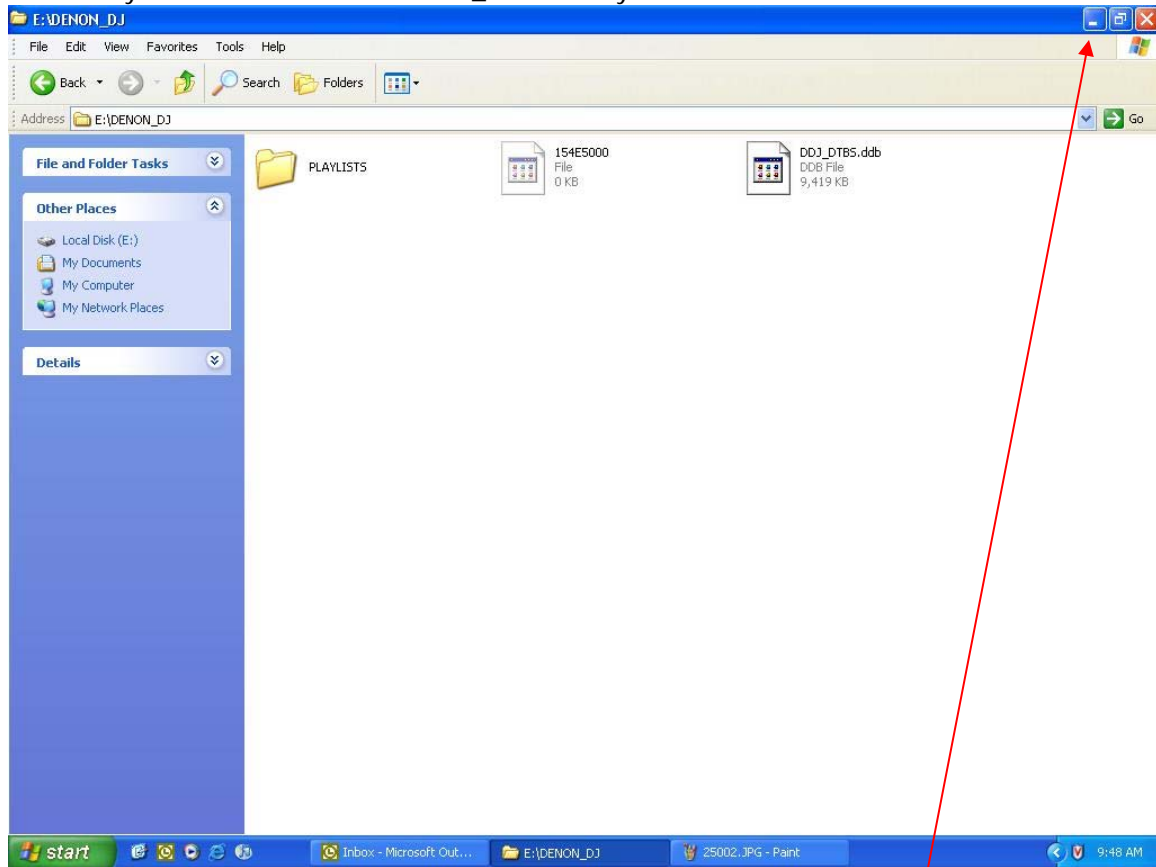 E:\DENON_DJ
File Edit View Favorites Tools Help
Back Search Folders
Address E:\DENON_DJ Go
File and Folder Tasks
Other Places
Local Disk (E:)
My Documents
My Computer
My Network Places
Details
PLAYLISTS
154E5000
File
0 KB
DDJ_DTBS.ddb
DDB File
9,419 KB
start Inbox - Microsoft Out... E:\DENON_DJ 25002.JPG - Paint 9:48 AM